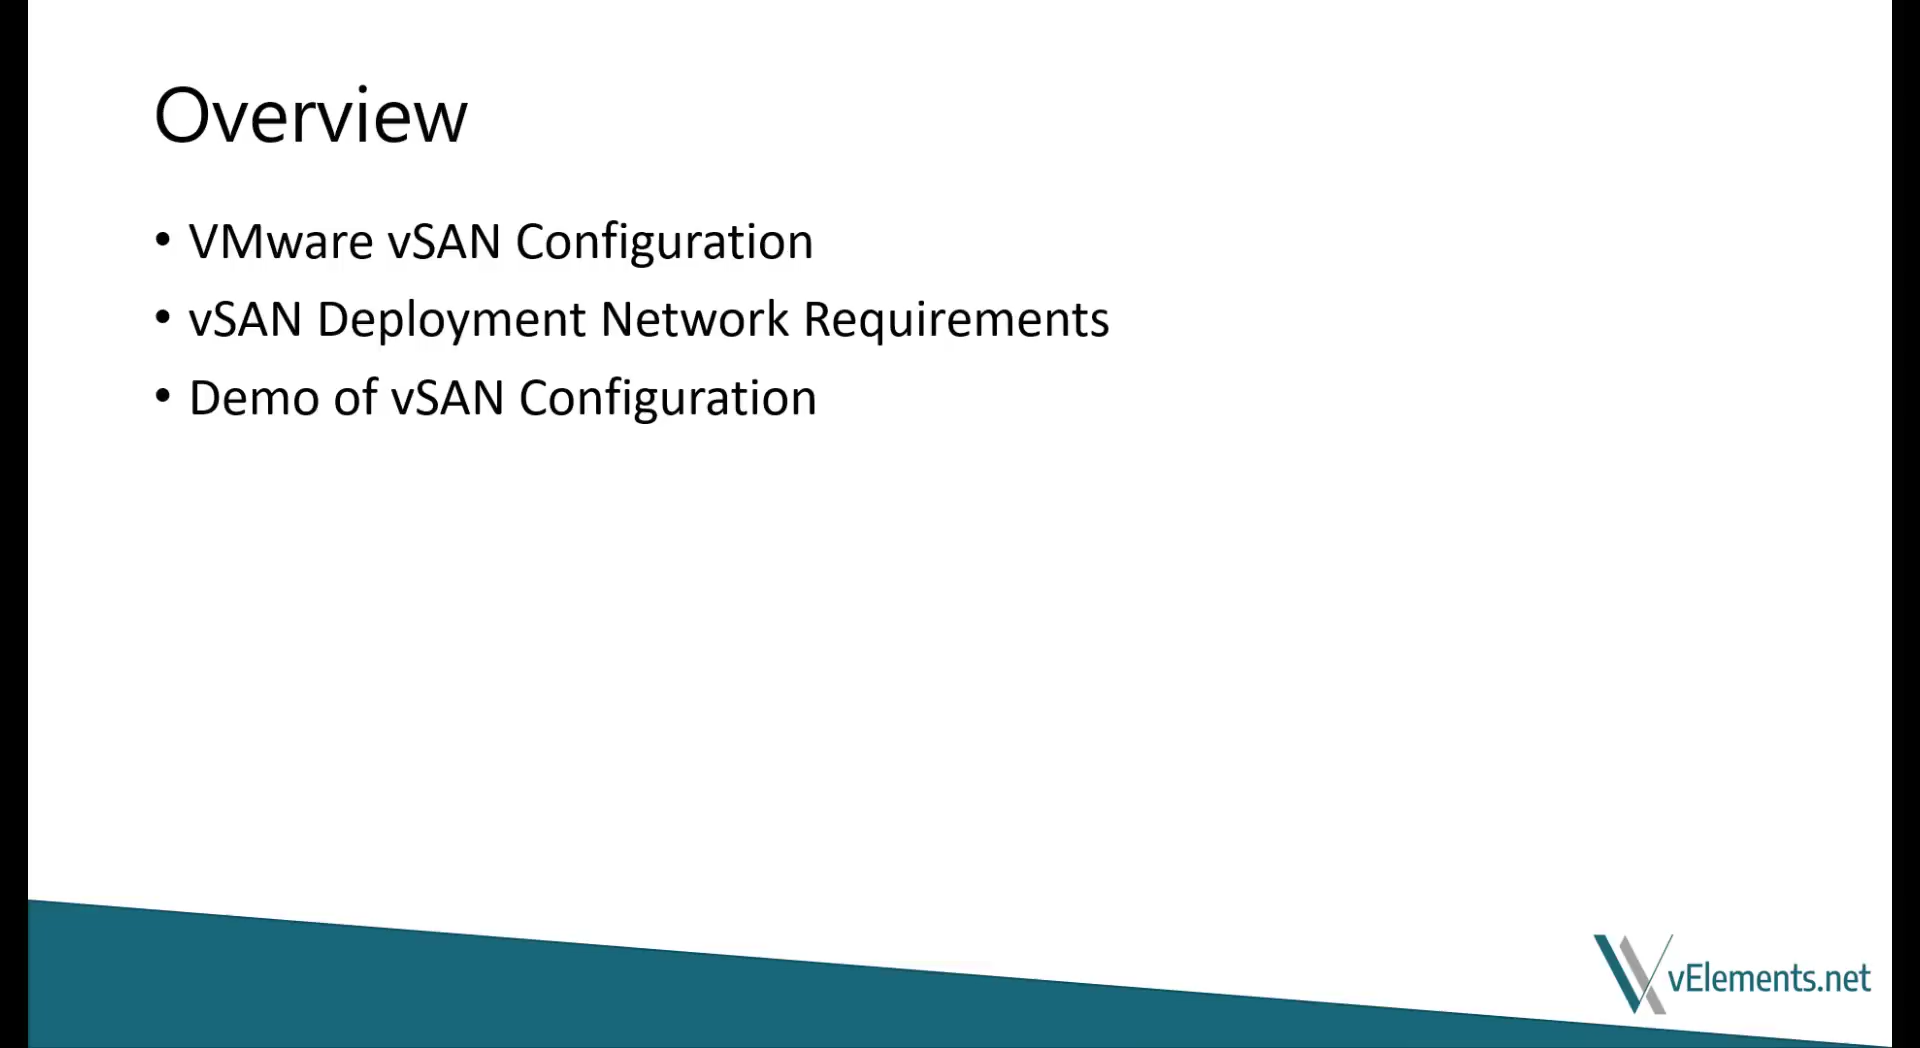 Overview
• VMware vSAN Configuration
• vSAN Deployment Network Requirements
• Demo of vSAN Configuration
vElements.net